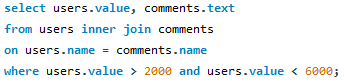 select users.value, comments.text
from users inner join comments
on users.name = comments.name
where users.value > 2000 and users.value < 6000;